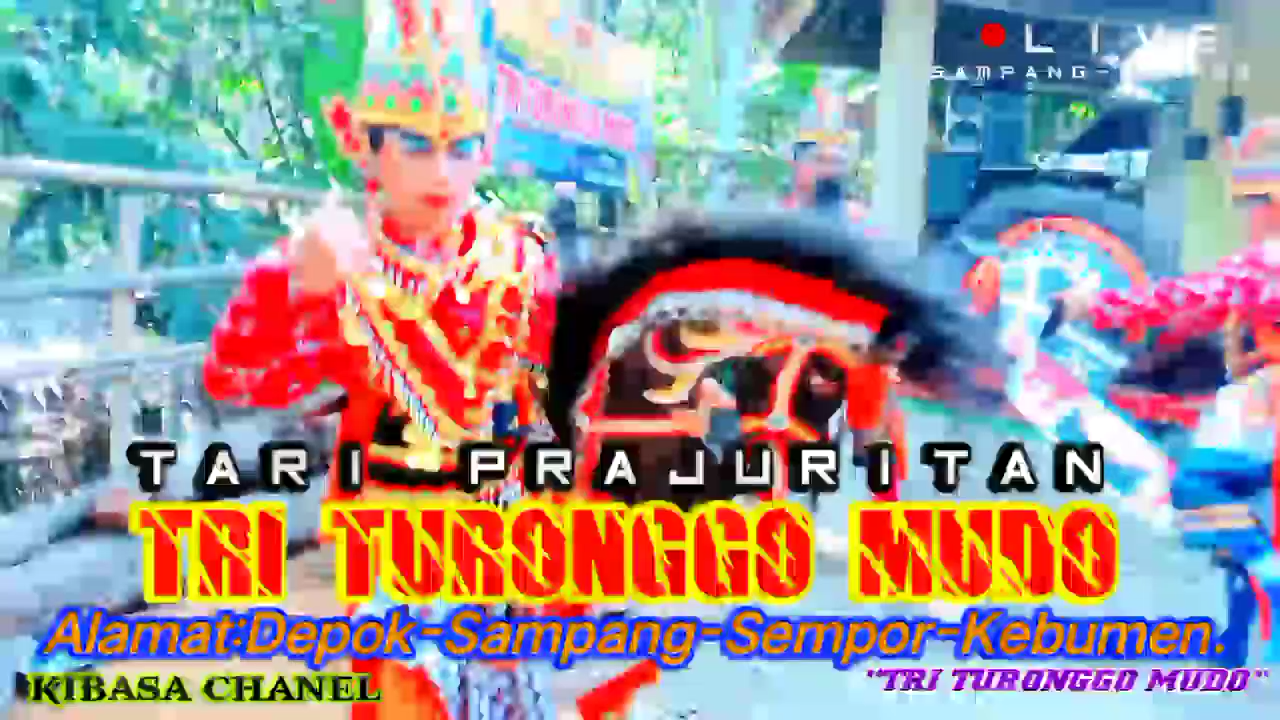 LIVE
SAMPANG-
TARI PRAJURITAN
TRI TURONGGO MUDO
Alamat:Depok-Sampang-Sempor-Kebumen.
KIBASA CHANEL
"TRI TURONGGO MUDO"